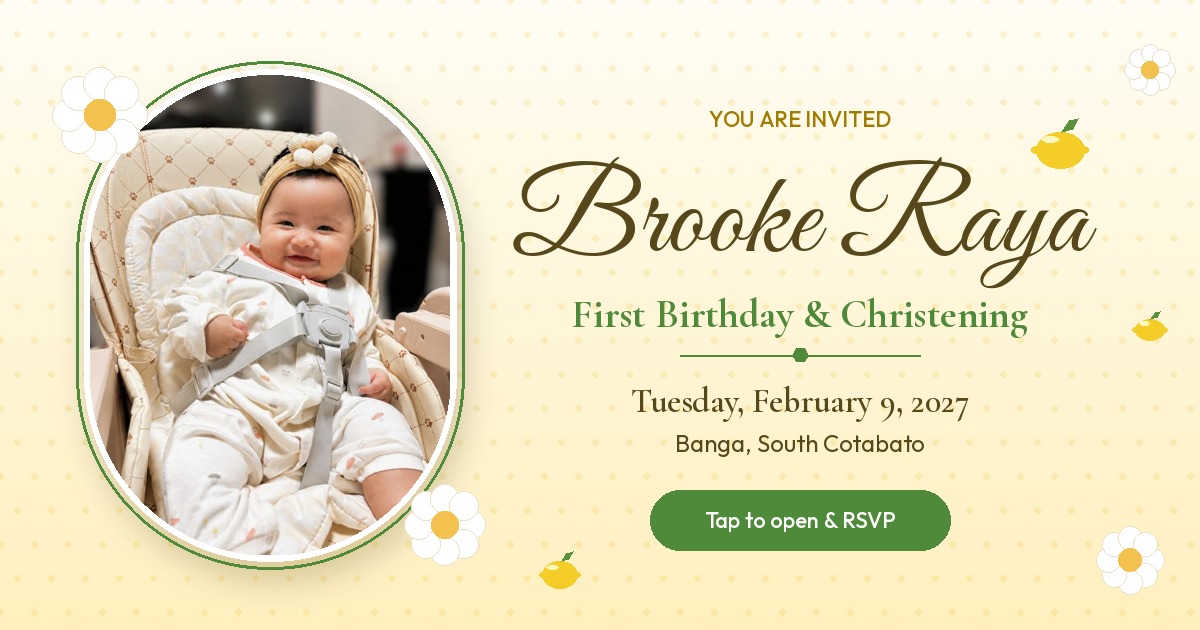 YOU ARE INVITED
Brooke Raya
First Birthday & Christening
Tuesday, February 9, 2027
Banga, South Cotabato
Tap to open & RSVP